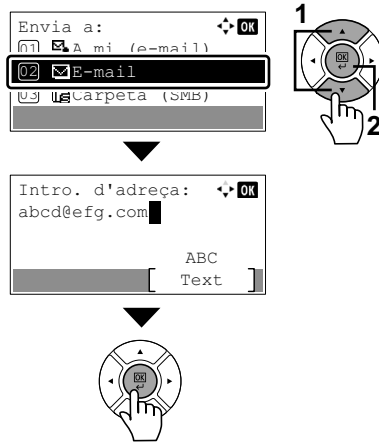 Envia a: OK
01 A mi (e-mail)
02 E-mail
03 Carpeta (SMB)
1
OK
2
Intro. d'adreça: OK
abcd@efg.com
ABC
[ Text ]
OK